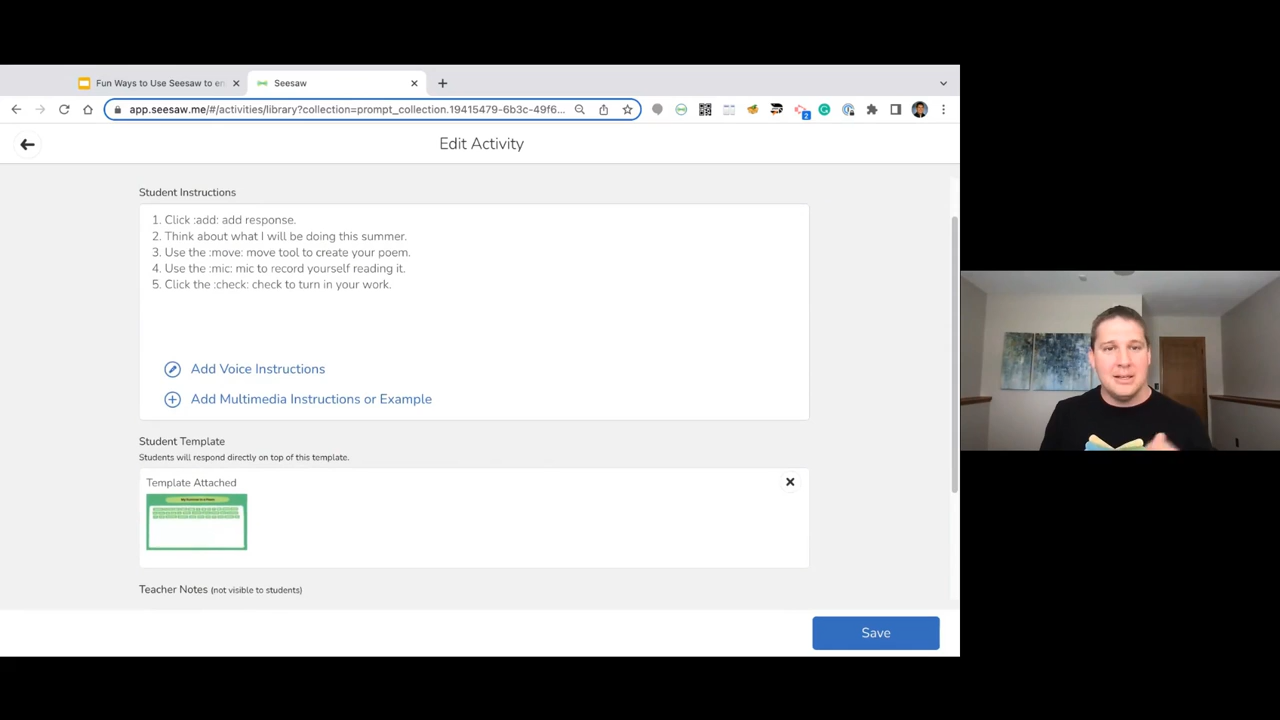 Fun Ways to Use Seesaw to en
Seesaw
app.seesaw.me/#/activities/library?collection=prompt_collection.19415479-6b3c-49f6...
2
Edit Activity
Student Instructions
1. Click :add: add response.
2. Think about what I will be doing this summer.
3. Use the :move: move tool to create your poem.
4. Use the :mic: mic to record yourself reading it.
5. Click the :check: check to turn in your work.
Add Voice Instructions
Add Multimedia Instructions or Example
Student Template
Students will respond directly on top of this template.
Template Attached
Teacher Notes (not visible to students)
Save